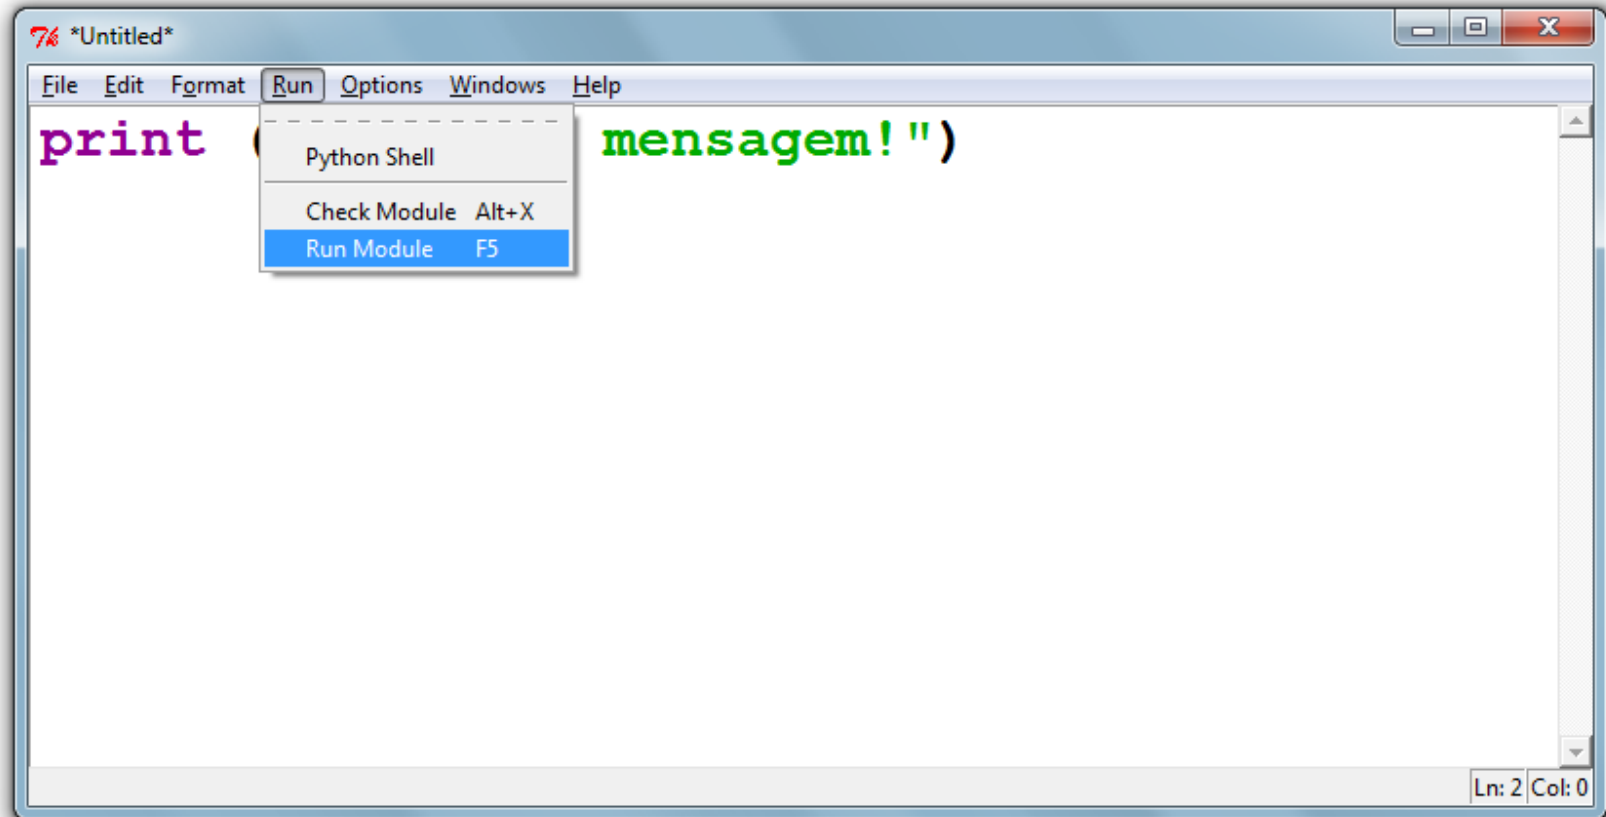 *Untitled*
File Edit Format Run Options Windows Help
print ( mensagem!")
Python Shell
Check Module Alt+X
Run Module F5
Ln: 2 Col: 0